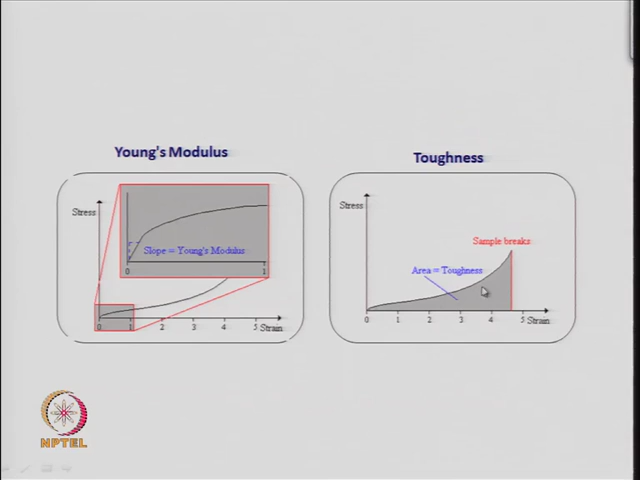 Young's Modulus
Stress
Slope = Young's Modulus
0 1
0 1 2 3 4 5 Strain
Toughness
Stress
Sample breaks
Area = Toughness
0 1 2 3 4 5 Strain
NPTEL